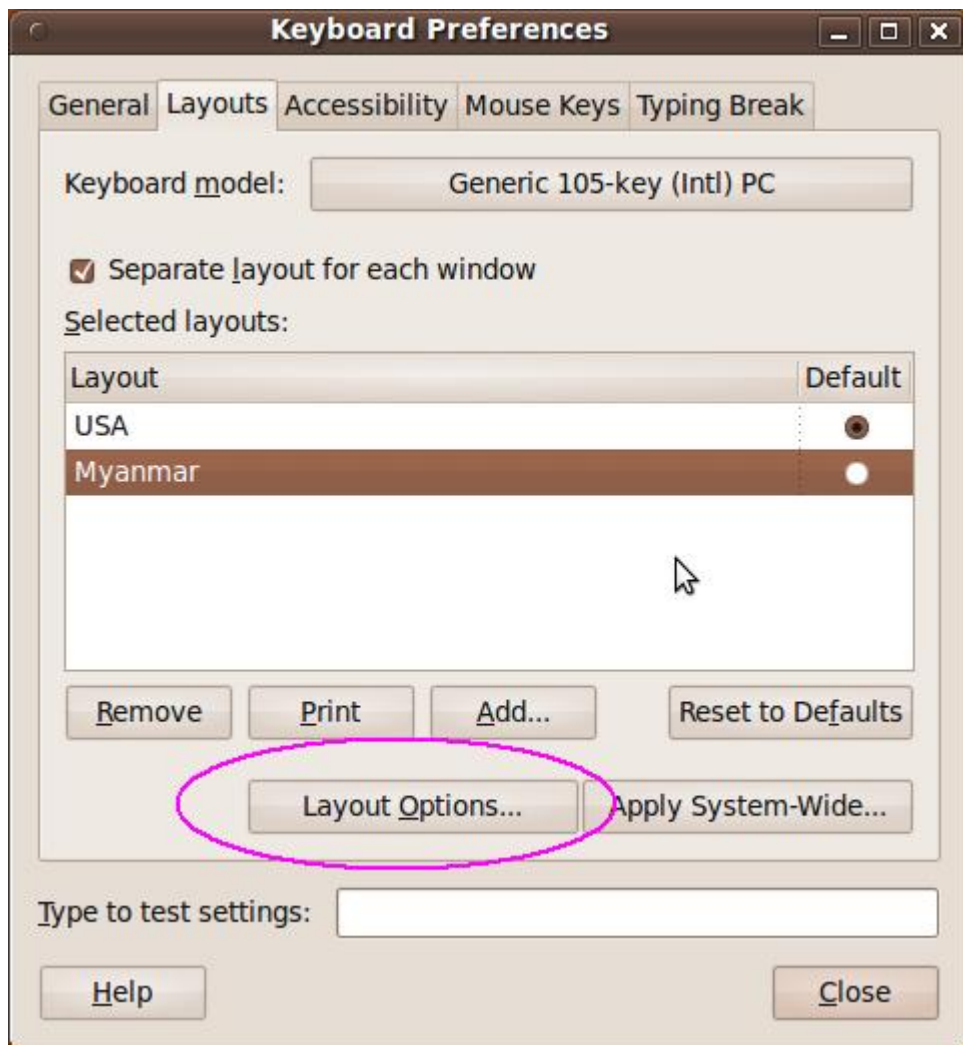 Keyboard Preferences
General Layouts Accessibility Mouse Keys Typing Break
Keyboard model: Generic 105-key (Intl) PC
Separate layout for each window
Selected layouts:
Layout Default
USA
Myanmar
Remove Print Add... Reset to Defaults
Layout Options... Apply System-Wide...
Type to test settings:
Help Close